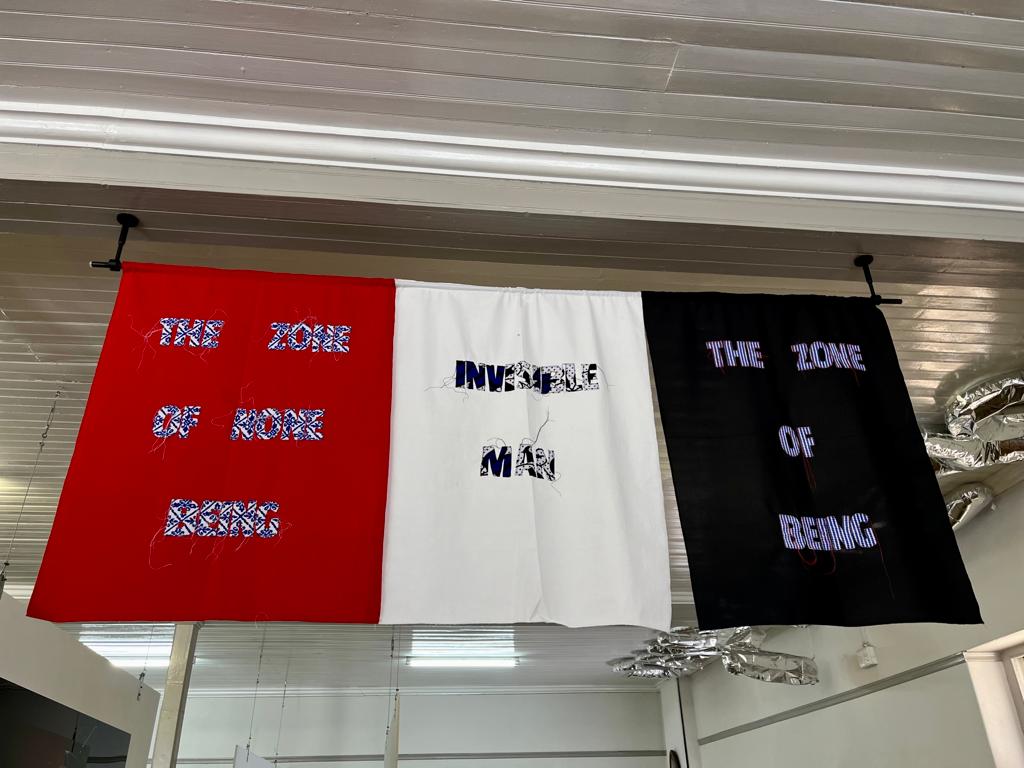 THE ZONE
OF NONE
BEING
INVISIBLE
MAN
THE ZONE
OF
BEING